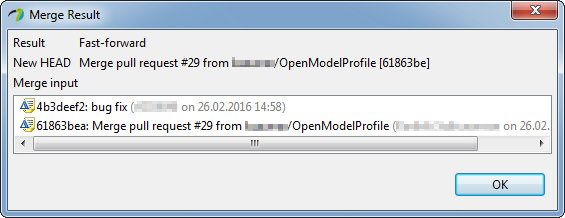 Merge Result
Result Fast-forward
New HEAD Merge pull request #29 from /OpenModelProfile [61863be]
Merge input
4b3deef2: bug fix ( on 26.02.2016 14:58)
61863bea: Merge pull request #29 from /OpenModelProfile ( on 26.02.
OK